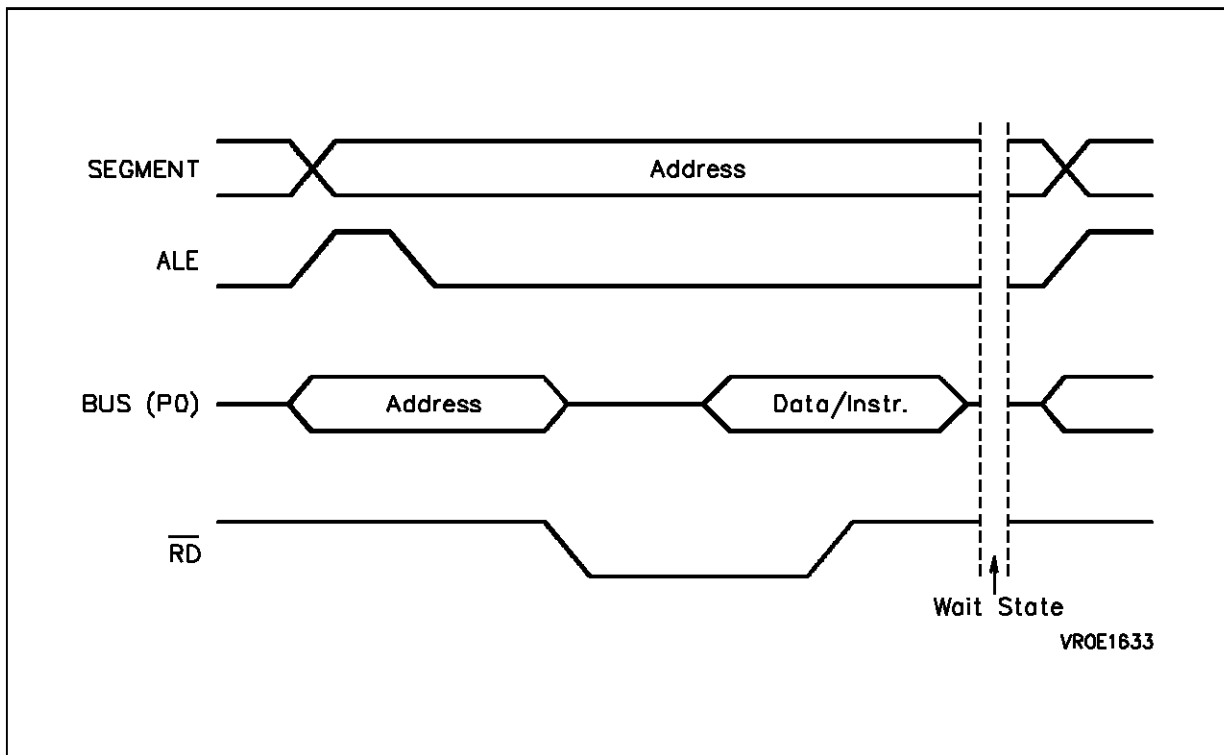 SEGMENT
Address
ALE
BUS (P0)
Address
Data/Instr.
RD
Wait State
VR0E1633